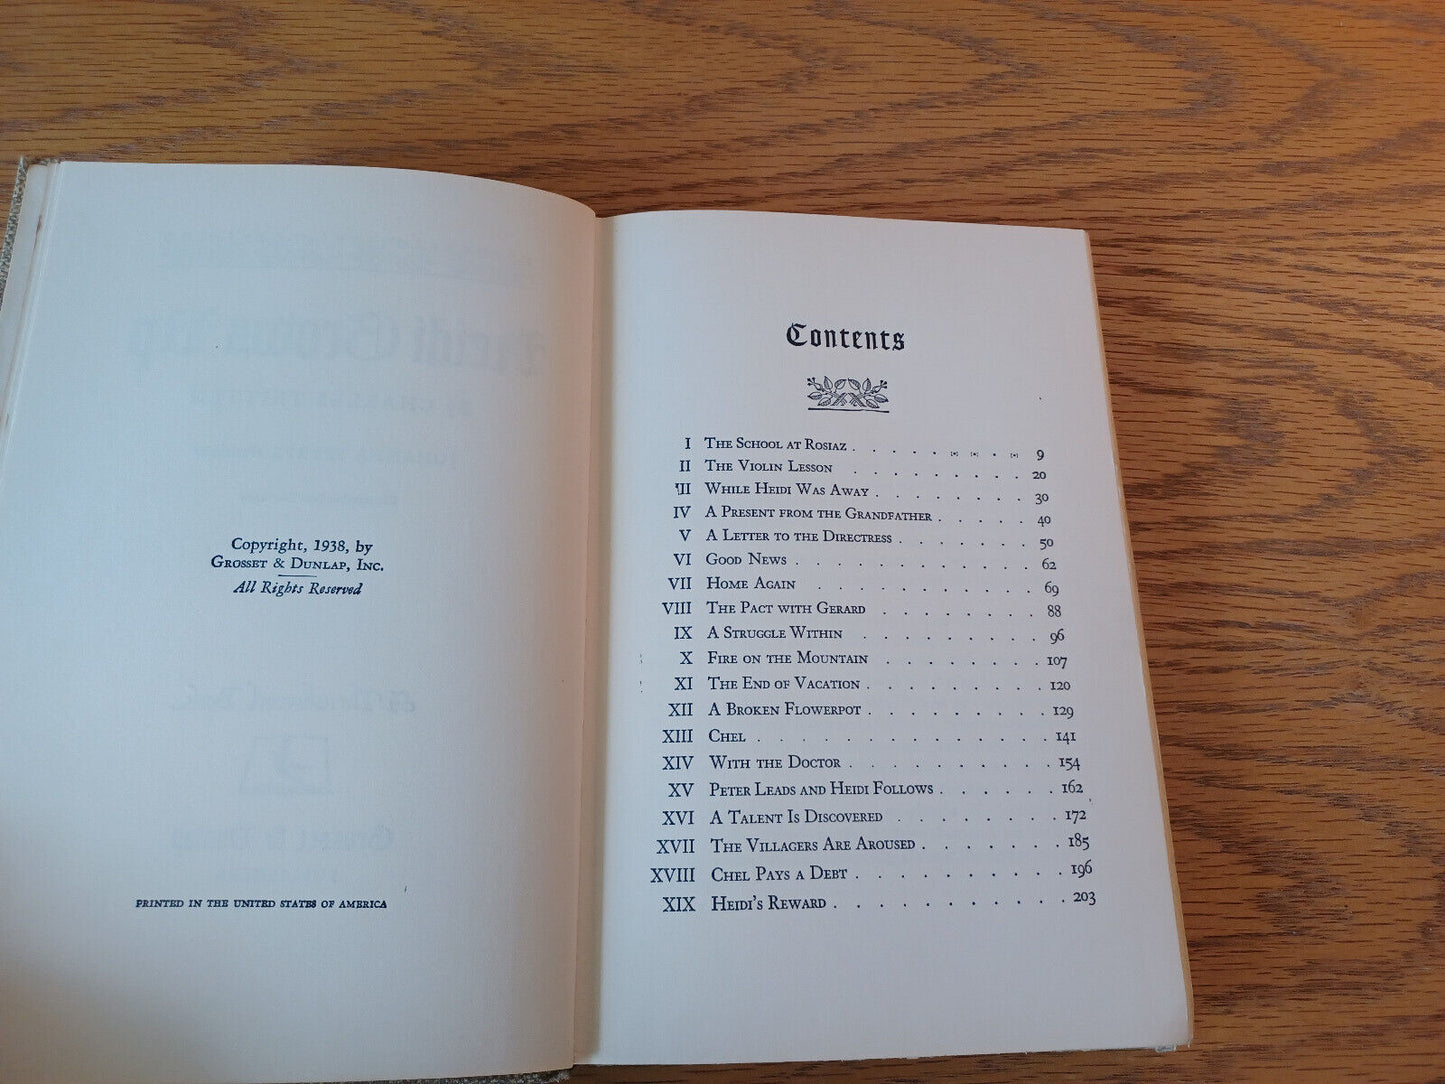 Copyright, 1938, by
Grosset & Dunlap, Inc.
All Rights Reserved
PRINTED IN THE UNITED STATES OF AMERICA
Contents
I The School at Rosiaz . . . . . . . . 9
II The Violin Lesson . . . . . . . . . 20
III While Heidi Was Away . . . . . . . 30
IV A Present from the Grandfather . . . . 40
V A Letter to the Directress . . . . . . 50
VI Good News . . . . . . . . . . . 62
VII Home Again . . . . . . . . . . 69
VIII The Pact with Gerard . . . . . . . 88
IX A Struggle Within . . . . . . . . 96
X Fire on the Mountain . . . . . . . 107
XI The End of Vacation . . . . . . . . 120
XII A Broken Flowerpot . . . . . . . . 129
XIII Chel . . . . . . . . . . . . . 141
XIV With the Doctor . . . . . . . . . 154
XV Peter Leads and Heidi Follows . . . . . 162
XVI A Talent Is Discovered . . . . . . . 172
XVII The Villagers Are Aroused . . . . . . 185
XVIII Chel Pays a Debt . . . . . . . . . 196
XIX Heidi's Reward . . . . . . . . . . 203